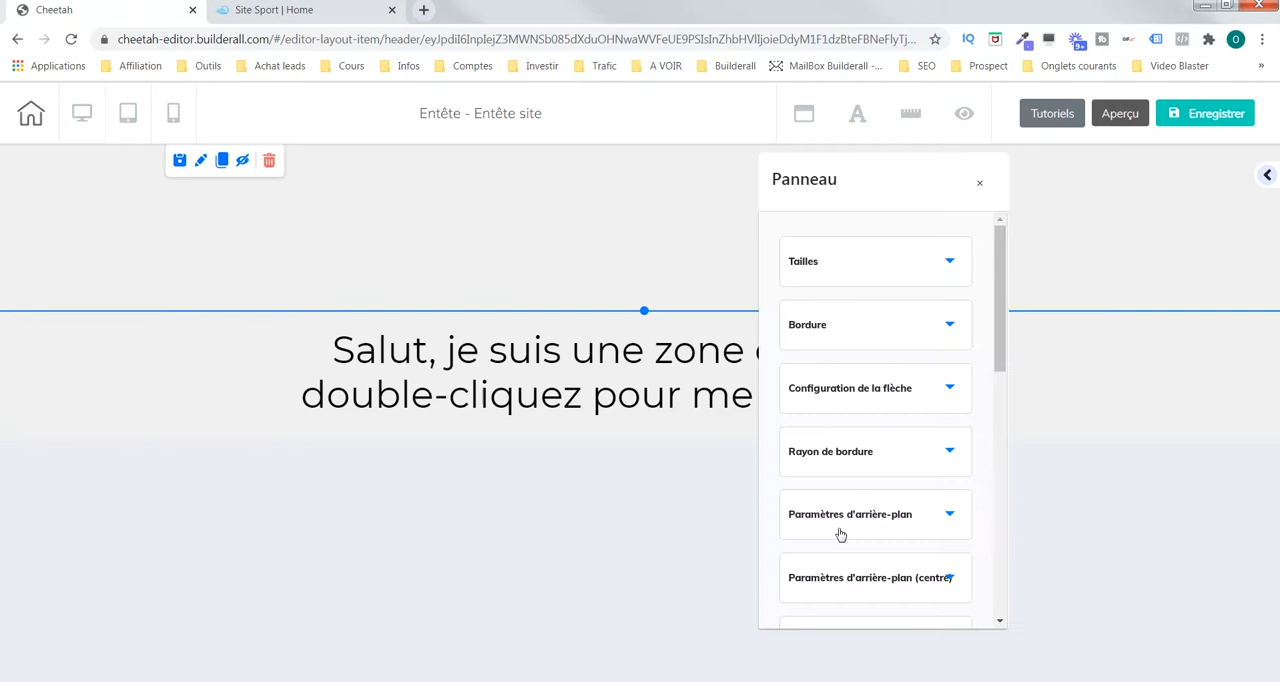 Cheetah
Site Sport | Home
cheetah-editor.builderall.com/#/editor-layout-item/header/
Applications Affiliation Outils Achat leads Cours Infos Comptes Investir Trafic A VOIR Builderall MailBox Builderall -... SEO Prospect Onglets courants Video Blaster »
Entête - Entête site
Tutoriels
Aperçu
Enregistrer
Panneau
Tailles
Bordure
Configuration de la flèche
Rayon de bordure
Paramètres d'arrière-plan
Paramètres d'arrière-plan (centre)
Salut, je suis une zone
double-cliquez pour me